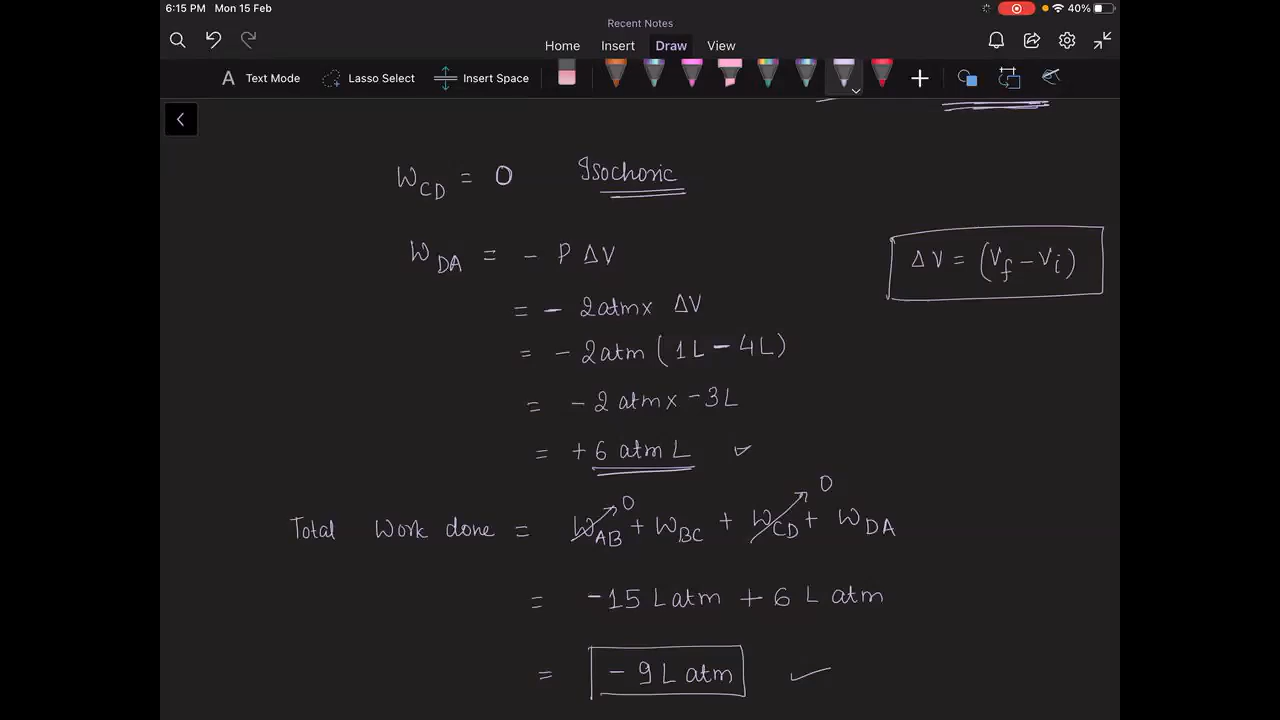 6:15 PM Mon 15 Feb
40%
Recent Notes
Home Insert Draw View
Text Mode Lasso Select Insert Space
W_CD = 0 Isochoric
W_DA = - P ΔV
ΔV = (V_f - V_i)
= - 2atm x ΔV
= - 2atm (1L - 4L)
= - 2 atm x -3L
= +6 atm L ✓
Total Work done = W_AB→0 + W_BC + W_CD→0 + W_DA
= -15 L atm + 6 L atm
= - 9 L atm ✓